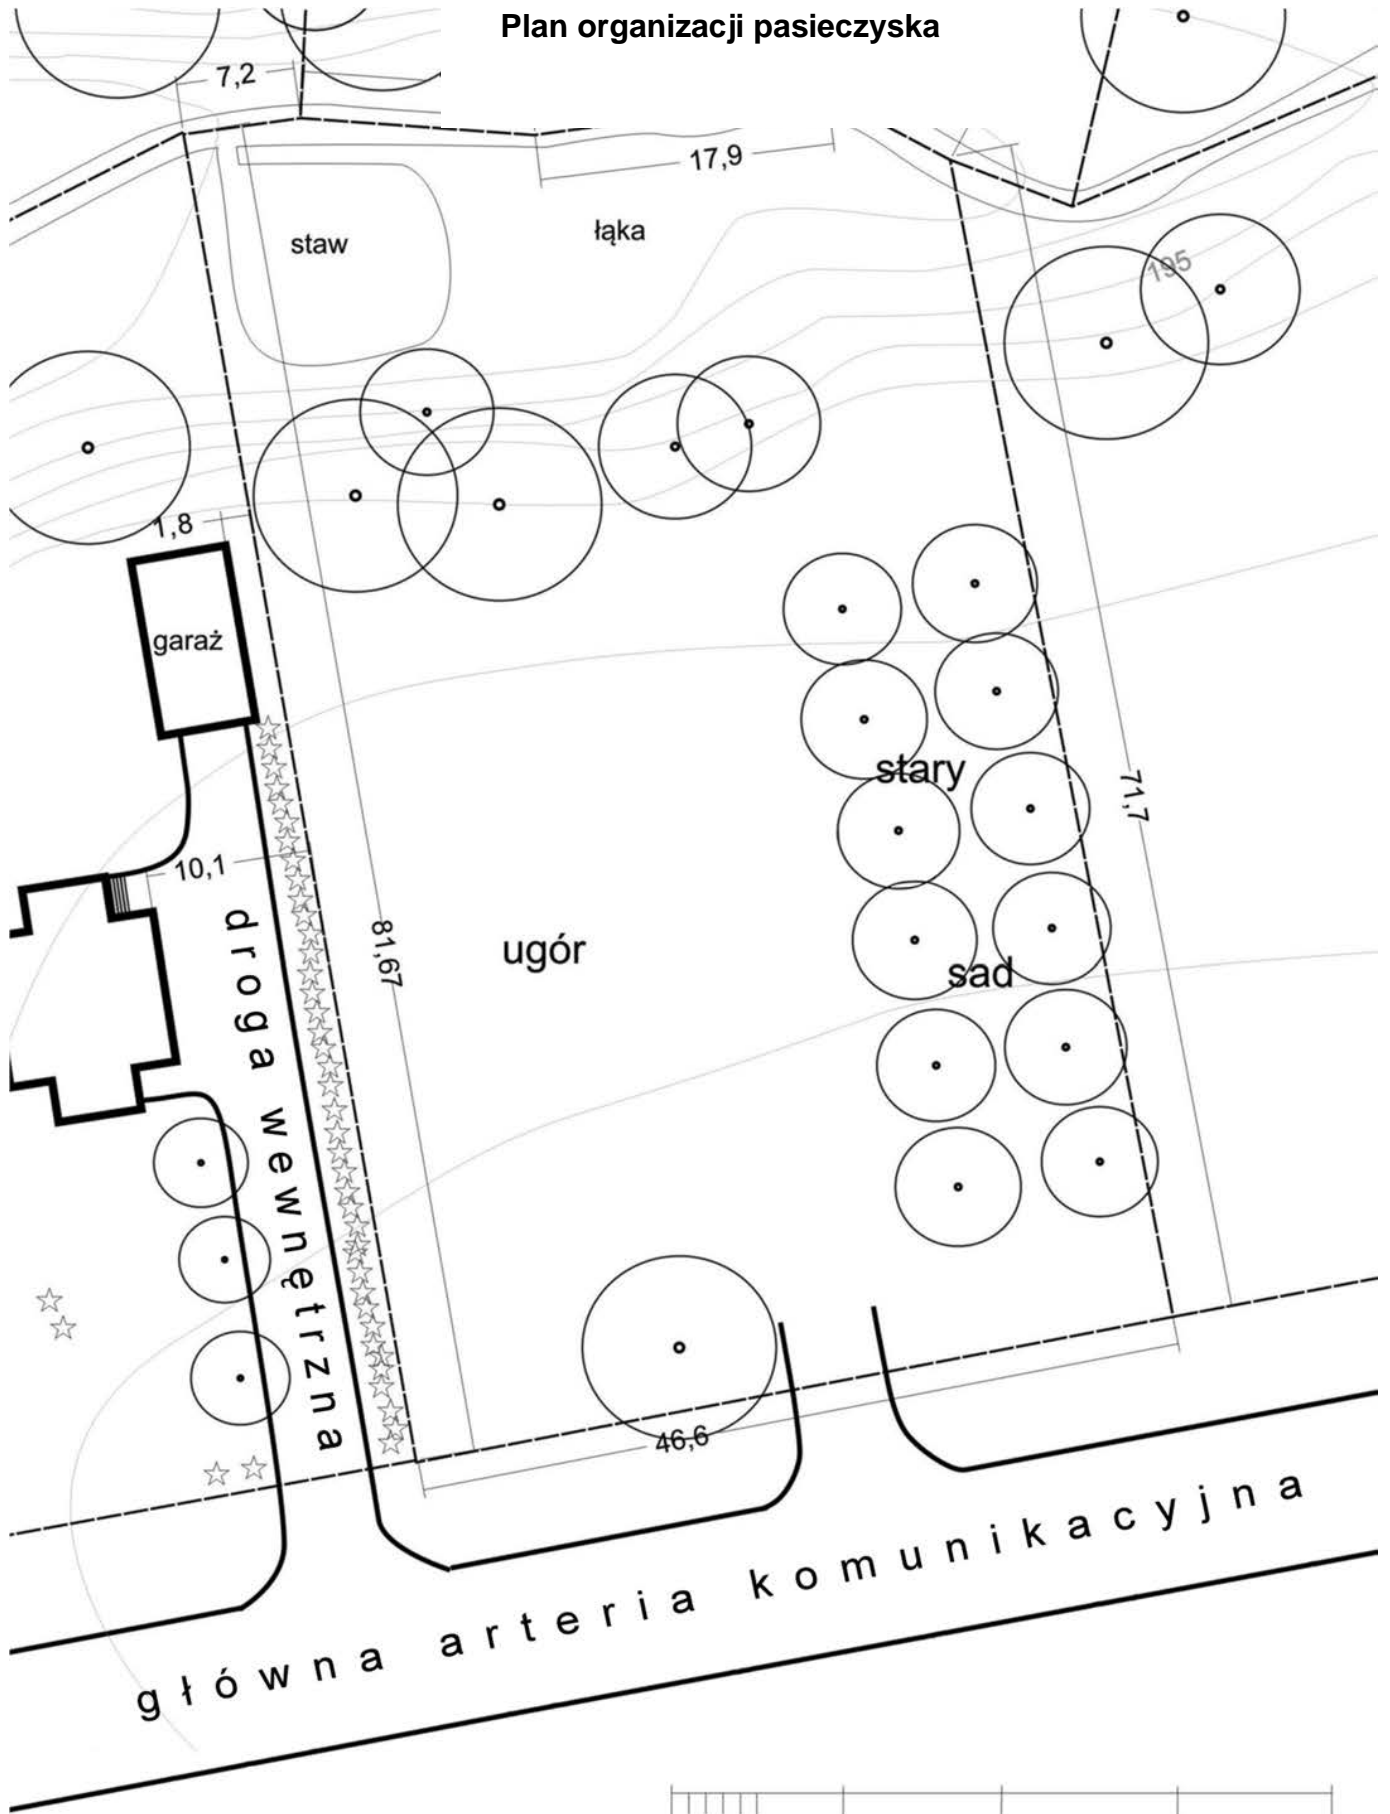 Plan organizacji pasieczyska
7,2
17,9
staw
łąka
195
1,8
garaż
stary
71,7
10,1
droga wewnętrzna
81,67
ugór
sad
46,6
główna arteria komunikacyjna